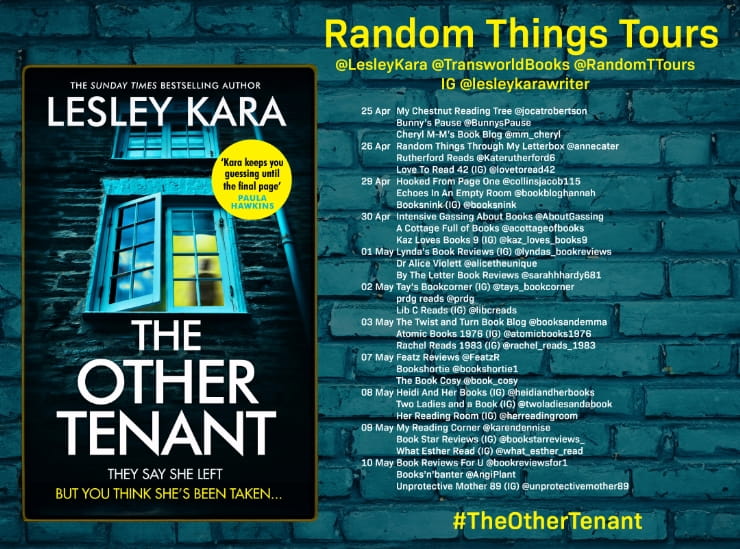 THE SUNDAY TIMES BESTSELLING AUTHOR
LESLEY KARA
'Kara keeps you
guessing until
the final page'
PAULA
HAWKINS
THE
OTHER
TENANT
THEY SAY SHE LEFT
BUT YOU THINK SHE'S BEEN TAKEN...
Random Things Tours
@LesleyKara @TransworldBooks @RandomTTours
IG @lesleykarawriter
25 Apr My Chestnut Reading Tree @jocatrobertson
Bunny's Pause @BunnysPause
Cheryl M-M's Book Blog @mm_cheryl
26 Apr Random Things Through My Letterbox @annecater
Rutherford Reads @Katerutherford6
Love To Read 42 (IG) @lovetoread42
29 Apr Hooked From Page One @collinsjacob115
Echoes In An Empty Room @bookbloghannah
Booksnink (IG) @booksnink
30 Apr Intensive Gassing About Books @AboutGassing
A Cottage Full of Books @acottageofbooks
Kaz Loves Books 9 (IG) @kaz_loves_books9
01 May Lynda's Book Reviews (IG) @lyndas_bookreviews
Dr Alice Violett @alicetheunique
By The Letter Book Reviews @sarahhardy681
02 May Tay's Bookcorner (IG) @tays_bookcorner
prdg reads @prdg
Lib C Reads (IG) @libcreads
03 May The Twist and Turn Book Blog @booksandemma
Atomic Books 1976 (IG) @atomicbooks1976
Rachel Reads 1983 (IG) @rachel_reads_1983
07 May Featz Reviews @FeatzR
Bookshortie @bookshortie1
The Book Cosy @book_cosy
08 May Heidi And Her Books (IG) @heidiandherbooks
Two Ladies and a Book (IG) @twoladiesandabook
Her Reading Room (IG) @herreadingroom
09 May My Reading Corner @karendennise
Book Star Reviews (IG) @bookstarreviews_
What Esther Read (IG) @what_esther_read
10 May Book Reviews For U @bookreviewsfor1
Books'n'banter @AngiPlant
Unprotective Mother 89 (IG) @unprotectivemother89
#TheOtherTenant